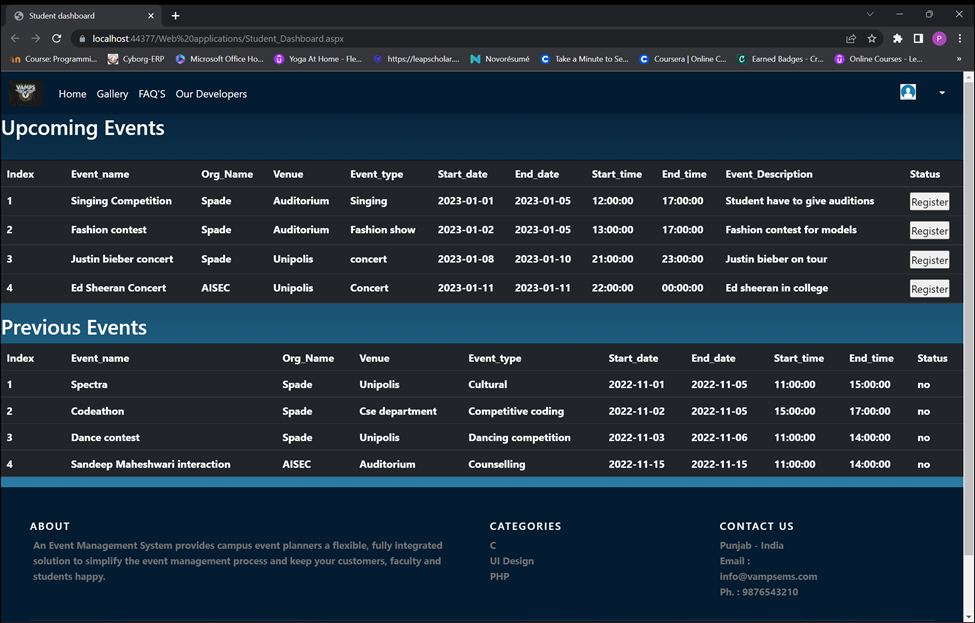 Student dashboard
localhost:44377/Web%20applications/Student_Dashboard.aspx
P
in Course: Programmi... Cyborg-ERP Microsoft Office Ho... Yoga At Home - Fle... https://leapscholar.... Novorésumé Take a Minute to Se... Coursera | Online C... Earned Badges - Cr... Online Courses - Le... »
VAMPS Home Gallery FAQ'S Our Developers
Upcoming Events
Index Event_name Org_Name Venue Event_type Start_date End_date Start_time End_time Event_Description Status
1 Singing Competition Spade Auditorium Singing 2023-01-01 2023-01-05 12:00:00 17:00:00 Student have to give auditions Register
2 Fashion contest Spade Auditorium Fashion show 2023-01-02 2023-01-05 13:00:00 17:00:00 Fashion contest for models Register
3 Justin bieber concert Spade Unipolis concert 2023-01-08 2023-01-10 21:00:00 23:00:00 Justin bieber on tour Register
4 Ed Sheeran Concert AISEC Unipolis Concert 2023-01-11 2023-01-11 22:00:00 00:00:00 Ed sheeran in college Register
Previous Events
Index Event_name Org_Name Venue Event_type Start_date End_date Start_time End_time Status
1 Spectra Spade Unipolis Cultural 2022-11-01 2022-11-05 11:00:00 15:00:00 no
2 Codeathon Spade Cse department Competitive coding 2022-11-02 2022-11-05 15:00:00 17:00:00 no
3 Dance contest Spade Unipolis Dancing competition 2022-11-03 2022-11-06 11:00:00 14:00:00 no
4 Sandeep Maheshwari interaction AISEC Auditorium Counselling 2022-11-15 2022-11-15 11:00:00 14:00:00 no
ABOUT
An Event Management System provides campus event planners a flexible, fully integrated
solution to simplify the event management process and keep your customers, faculty and
students happy.
CATEGORIES
C
UI Design
PHP
CONTACT US
Punjab - India
Email :
info@vampsems.com
Ph. : 9876543210